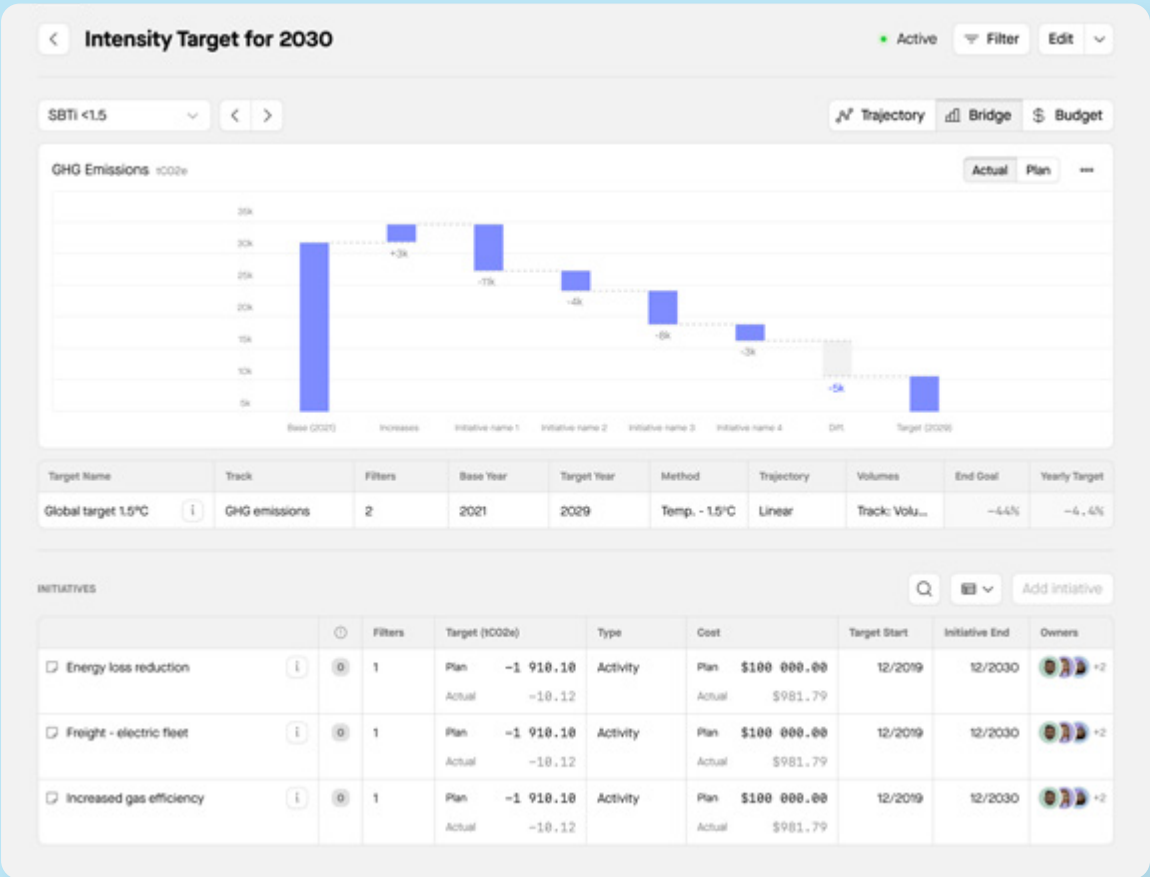 Intensity Target for 2030
Active
Filter
Edit
SBTi <1.5
Trajectory
Bridge
$ Budget
GHG Emissions tCO2e
Actual
Plan
35k
30k
25k
20k
15k
10k
5k
+3k
-11k
-4k
-8k
-3k
-5k
Base (2021)
Increases
Initiative name 1
Initiative name 2
Initiative name 3
Initiative name 4
Target (2029)
Target Name Track Filters Base Year Target Year Method Trajectory Volumes End Goal Yearly Target
Global target 1.5°C i GHG emissions 2 2021 2029 Temp. - 1.5°C Linear Track: Volu... -44% -4.4%
INITIATIVES
Add intiative
Filters Target (tCO2e) Type Cost Target Start Initiative End Owners
Energy loss reduction i 0 1 Plan -1 910.10 Activity Plan $100 000.00 12/2019 12/2030 +2
Actual -10.12 Actual $981.79
Freight - electric fleet i 0 1 Plan -1 910.10 Activity Plan $100 000.00 12/2019 12/2030 +2
Actual -10.12 Actual $981.79
Increased gas efficiency i 0 1 Plan -1 910.10 Activity Plan $100 000.00 12/2019 12/2030 +2
Actual -10.12 Actual $981.79